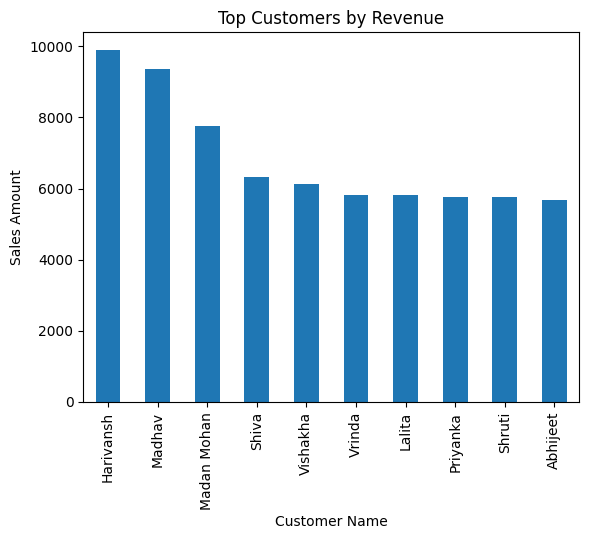 Top Customers by Revenue
Sales Amount
10000
8000
6000
4000
2000
0
Harivansh
Madhav
Madan Mohan
Shiva
Vishakha
Vrinda
Lalita
Priyanka
Shruti
Abhijeet
Customer Name